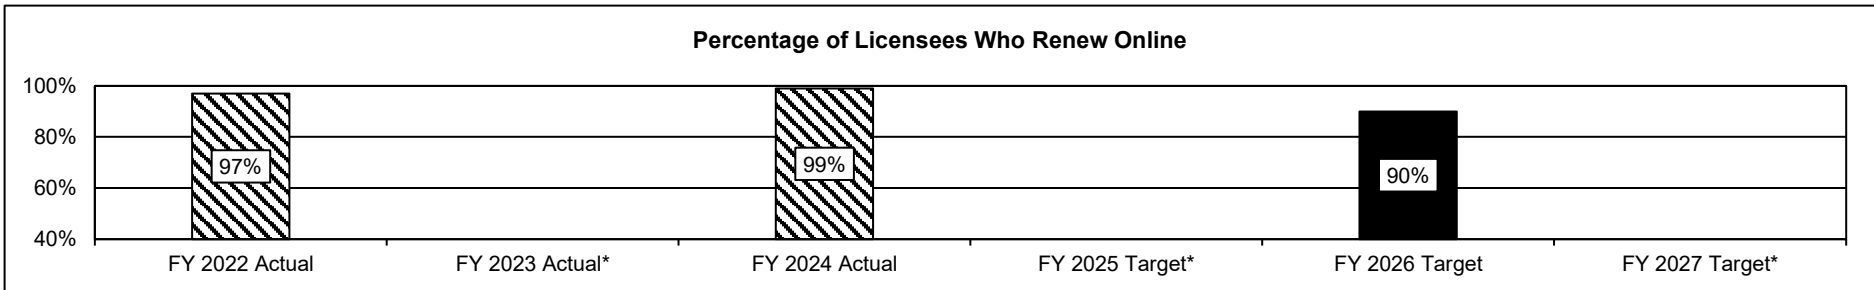 Percentage of Licensees Who Renew Online
100%
80%
60%
40%
97%
99%
90%
FY 2022 Actual
FY 2023 Actual*
FY 2024 Actual
FY 2025 Target*
FY 2026 Target
FY 2027 Target*